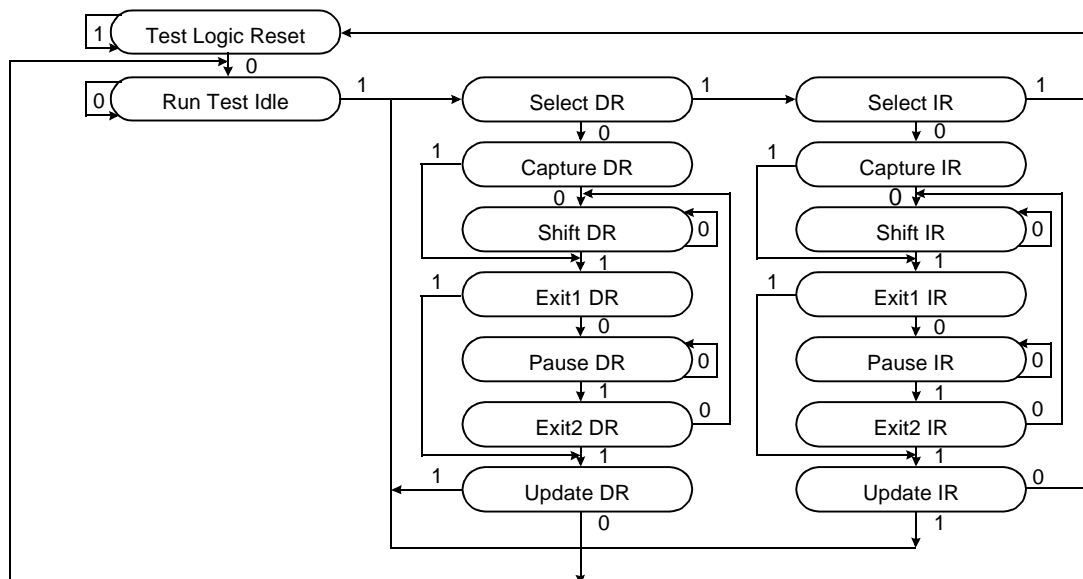 1 Test Logic Reset
0
0 Run Test Idle 1 Select DR 1 Select IR 1
0 0
1 Capture DR 1 Capture IR
0 0
Shift DR 0 Shift IR 0
1 1
1 Exit1 DR 1 Exit1 IR
0 0
Pause DR 0 Pause IR 0
1 1
Exit2 DR 0 Exit2 IR 0
1 1
1 Update DR Update IR 0
0 1